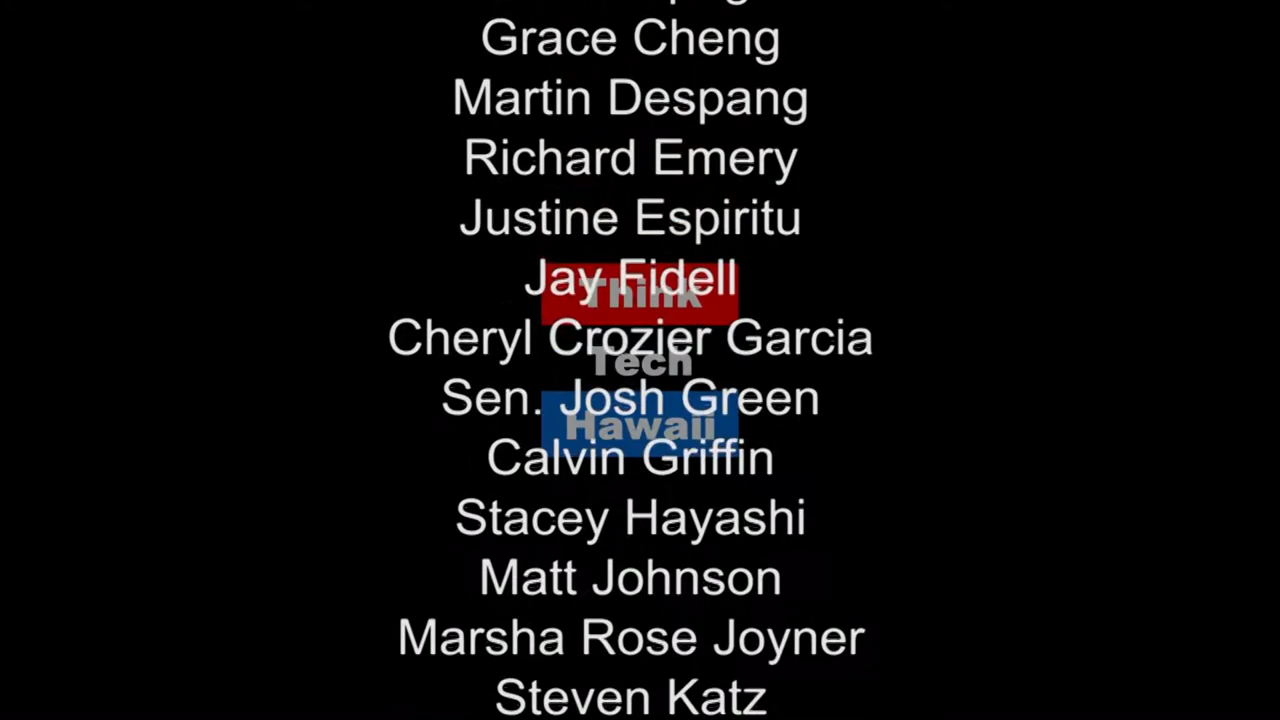 Grace Cheng
Martin Despang
Richard Emery
Justine Espiritu
Jay Fidell
Think
Cheryl Crozier Garcia
Tech
Sen. Josh Green
Hawaii
Calvin Griffin
Stacey Hayashi
Matt Johnson
Marsha Rose Joyner
Steven Katz